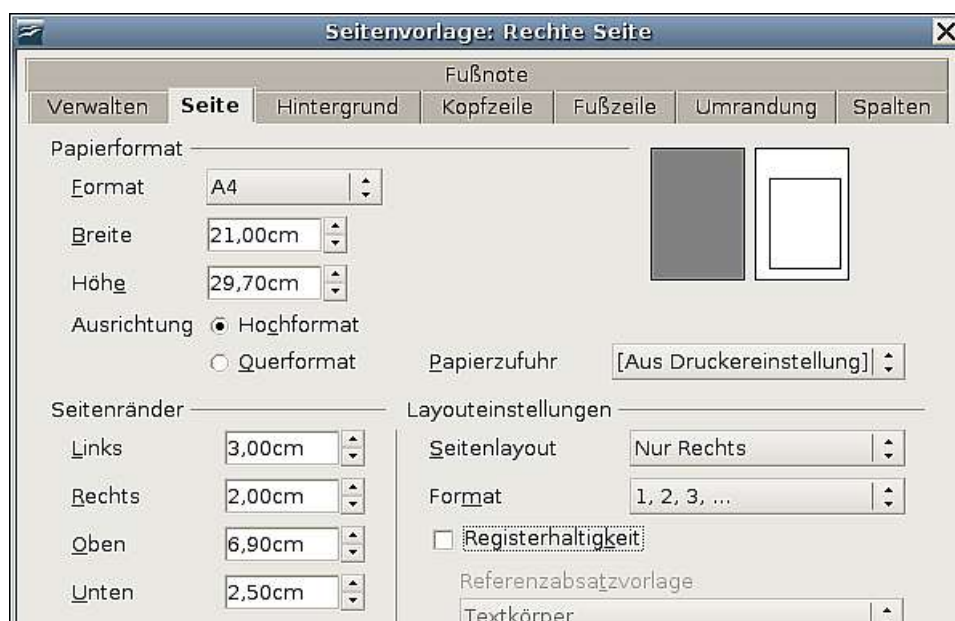 Seitenvorlage: Rechte Seite
Fußnote
Verwalten Seite Hintergrund Kopfzeile Fußzeile Umrandung Spalten
Papierformat
Format A4
Breite 21,00cm
Höhe 29,70cm
Ausrichtung Hochformat
Querformat Papierzufuhr [Aus Druckereinstellung]
Seitenränder Layouteinstellungen
Links 3,00cm Seitenlayout Nur Rechts
Rechts 2,00cm Format 1, 2, 3, ...
Oben 6,90cm Registerhaltigkeit
Unten 2,50cm Referenzabsatzvorlage
Textkörper